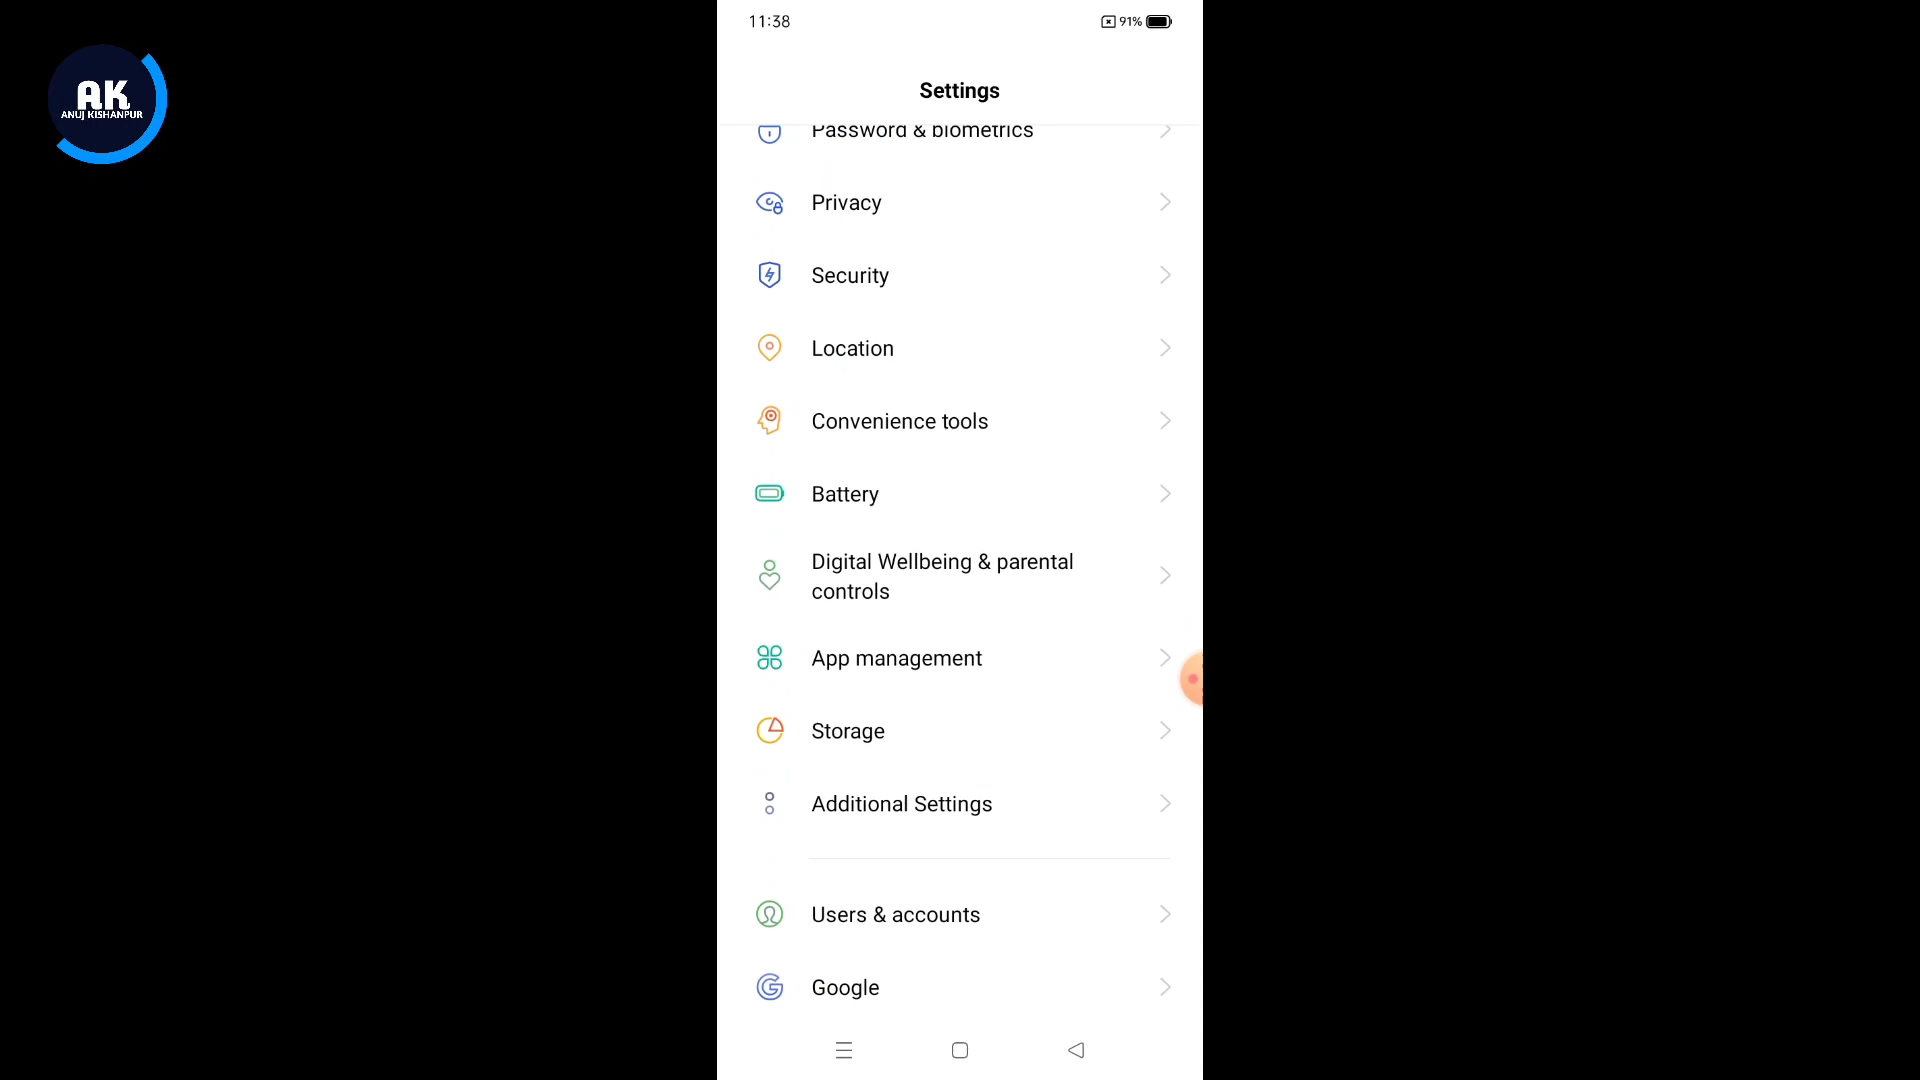 11:38
91%
AK
ANUJ KISHANPUR
Settings
Password & biometrics
Privacy
Security
Location
Convenience tools
Battery
Digital Wellbeing & parental
controls
App management
Storage
Additional Settings
Users & accounts
Google